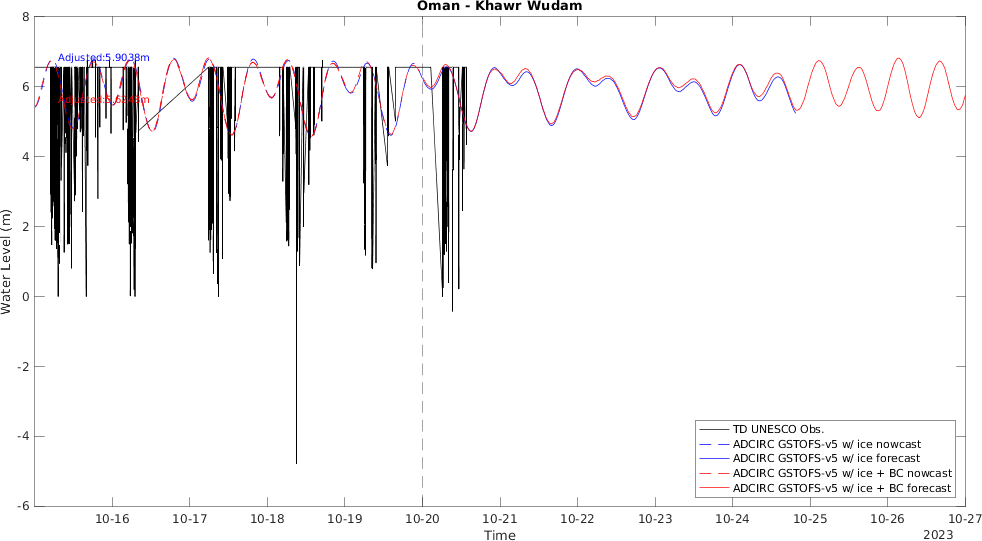 Oman - Khawr Wudam
8
6
4
2
0
-2
-4
-6
Water Level (m)
Adjusted:5.9038m
10-16
10-17
10-18
10-19
10-20
10-21
10-22
10-23
10-24
10-25
10-26
10-27
Time
2023
TD UNESCO Obs.
ADCIRC GSTOFS-v5 w/ ice nowcast
ADCIRC GSTOFS-v5 w/ ice forecast
ADCIRC GSTOFS-v5 w/ ice + BC nowcast
ADCIRC GSTOFS-v5 w/ ice + BC forecast